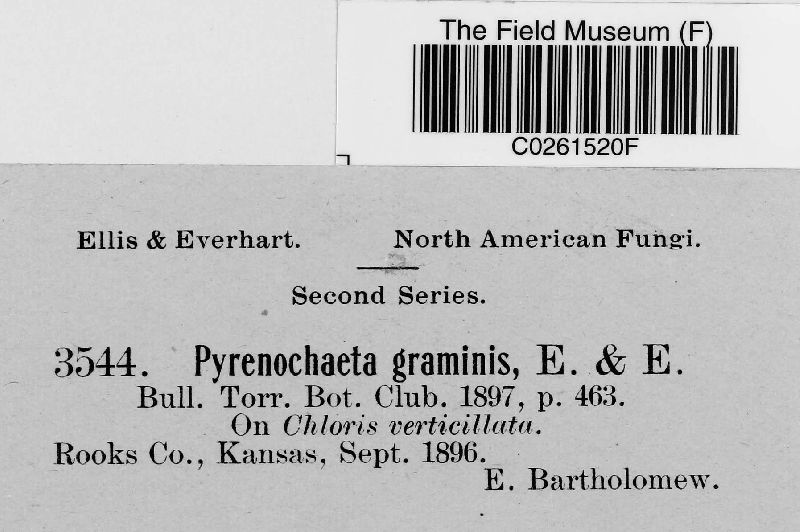 The Field Museum (F)
C0261520F
Ellis & Everhart. North American Fungi.
Second Series.
3544. Pyrenochaeta graminis, E. & E.
Bull. Torr. Bot. Club. 1897, p. 463.
On Chloris verticillata.
Rooks Co., Kansas, Sept. 1896.
E. Bartholomew.